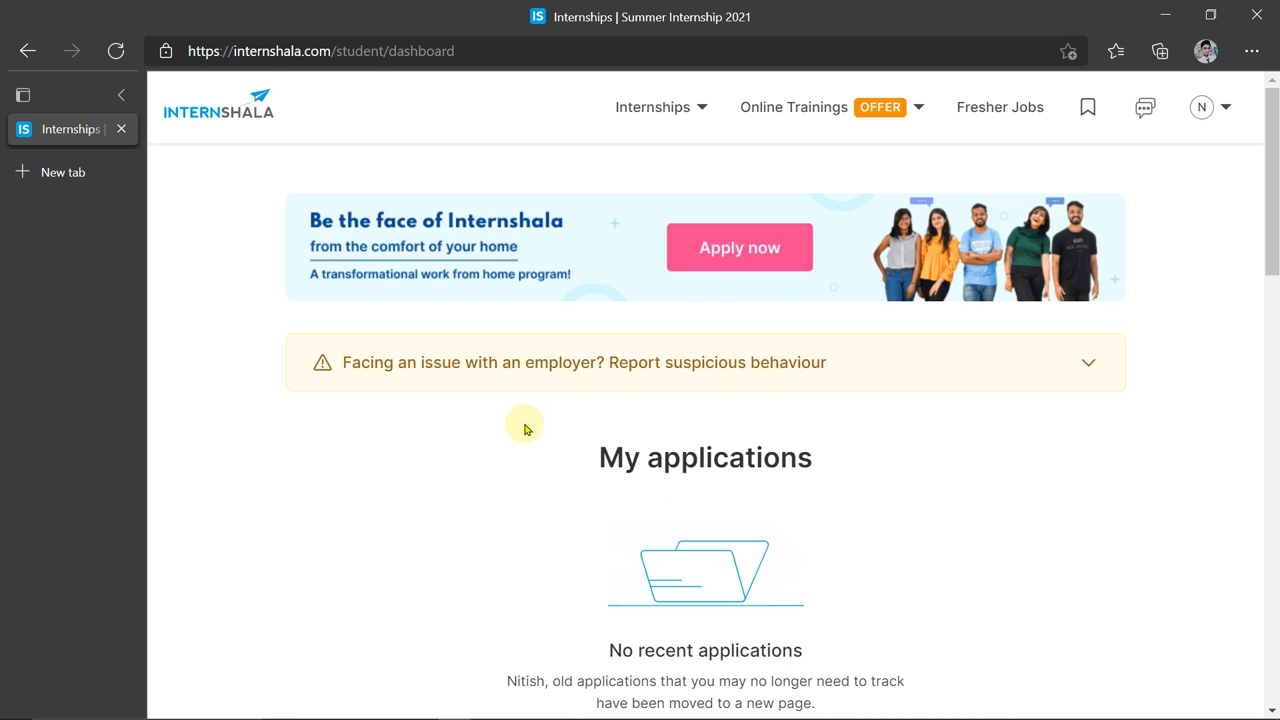 IS Internships | Summer Internship 2021
https://internshala.com/student/dashboard
IS Internships |
New tab
INTERNSHALA
Internships
Online Trainings OFFER
Fresher Jobs
N
Be the face of Internshala
from the comfort of your home
A transformational work from home program!
Apply now
Facing an issue with an employer? Report suspicious behaviour
My applications
No recent applications
Nitish, old applications that you may no longer need to track
have been moved to a new page.